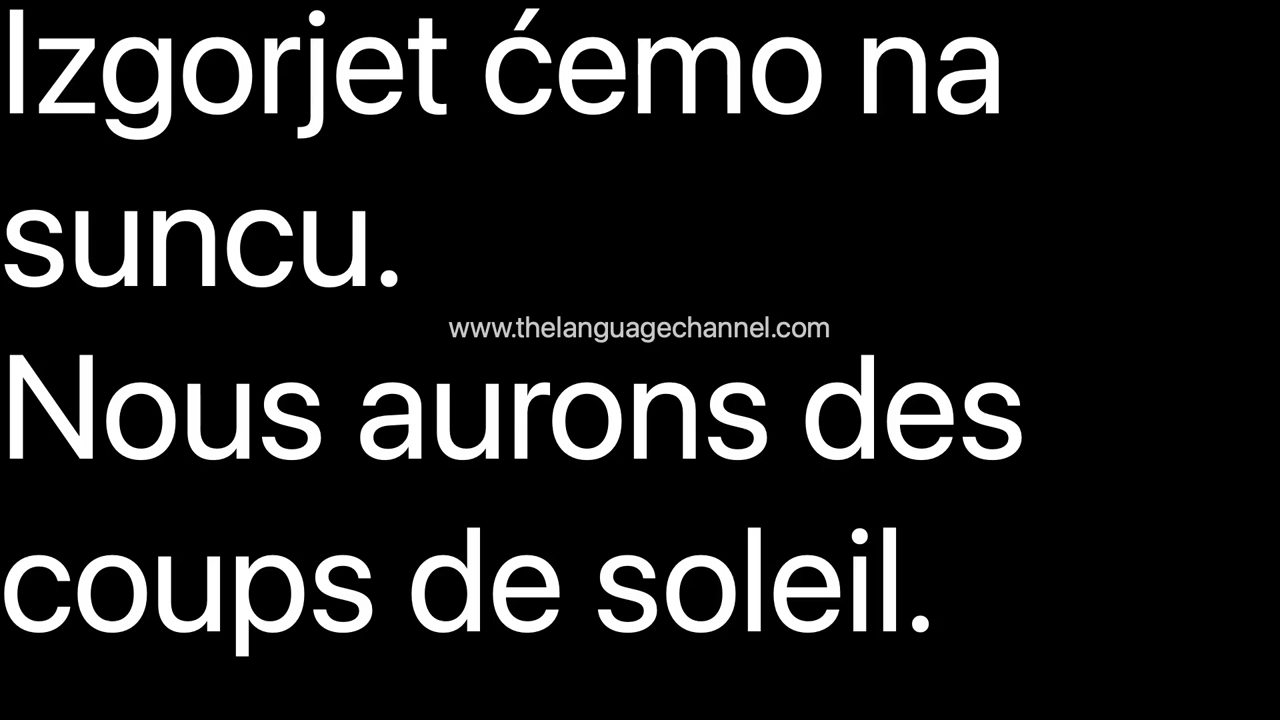 Izgorjet ćemo na
suncu.
www.thelanguagechannel.com
Nous aurons des
coups de soleil.